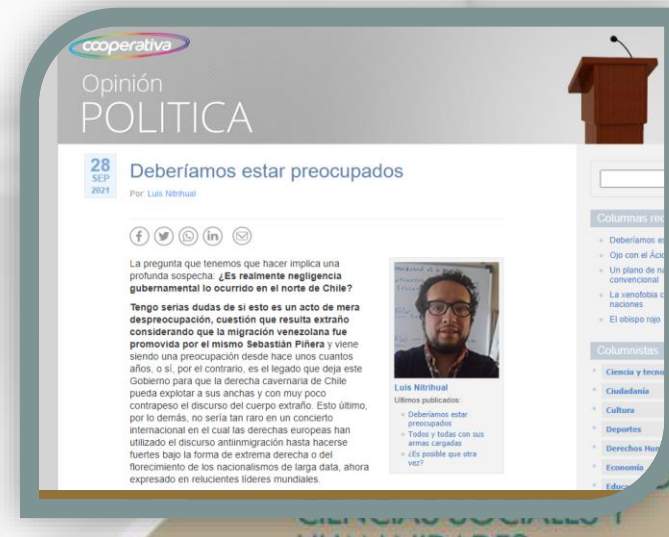 cooperativa
Opinión
POLITICA
28
SEP
2021
Deberíamos estar preocupados
Por: Luis Nitrihual
La pregunta que tenemos que hacer implica una
profunda sospecha: ¿Es realmente negligencia
gubernamental lo ocurrido en el norte de Chile?
Tengo serias dudas de si esto es un acto de mera
despreocupación, cuestión que resulta extraño
considerando que la migración venezolana fue
promovida por el mismo Sebastián Piñera y viene
siendo una preocupación desde hace unos cuantos
años, o sí, por el contrario, es el legado que deja este
Gobierno para que la derecha cavernaria de Chile
pueda explotar a sus anchas y con muy poco
contrapeso el discurso del cuerpo extraño. Esto último,
por lo demás, no sería tan raro en un concierto
internacional en el cual las derechas europeas han
utilizado el discurso antiinmigración hasta hacerse
fuertes bajo la forma de extrema derecha o del
florecimiento de los nacionalismos de larga data, ahora
expresado en relucientes líderes mundiales.
Luis Nitrihual
Ultimos publicados:
Deberíamos estar
preocupados
Todos y todas con sus
armas cargadas
¿Es posible que otra
vez?
Columnas
Deberíamos
Ojo con el
Un plano de
convencional
La xenofobia
naciones
El obispo rojo
Columnistas
Ciencia y
Ciudadanía
Cultura
Deportes
Derechos
Economía
CIENCIAS SOCIALES Y